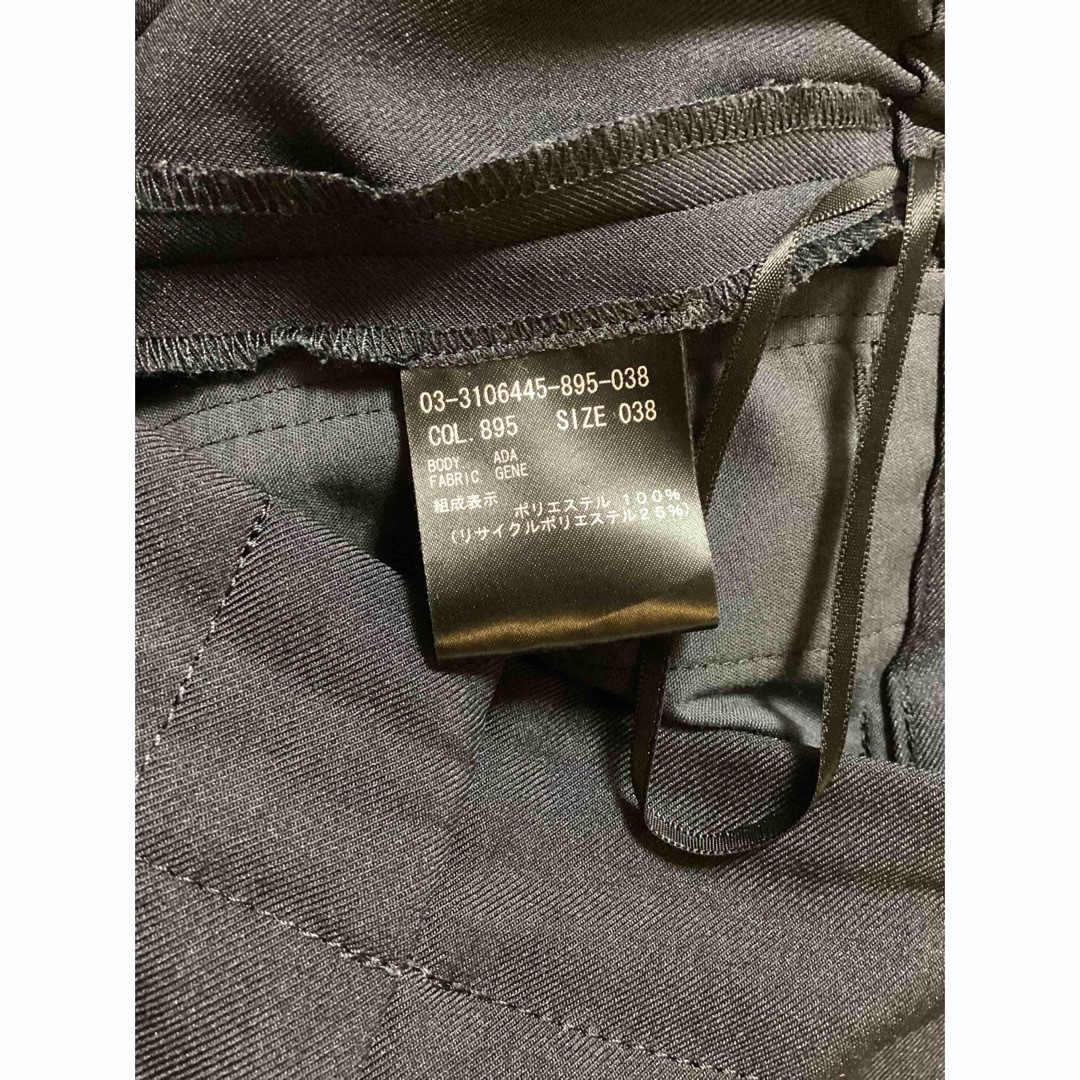 03-3106445-895-038
COL. 895 SIZE 038
BODY ADA
FABRIC GENE
組成表示 ポリエステル 100%
(リサイクルポリエステル26%)